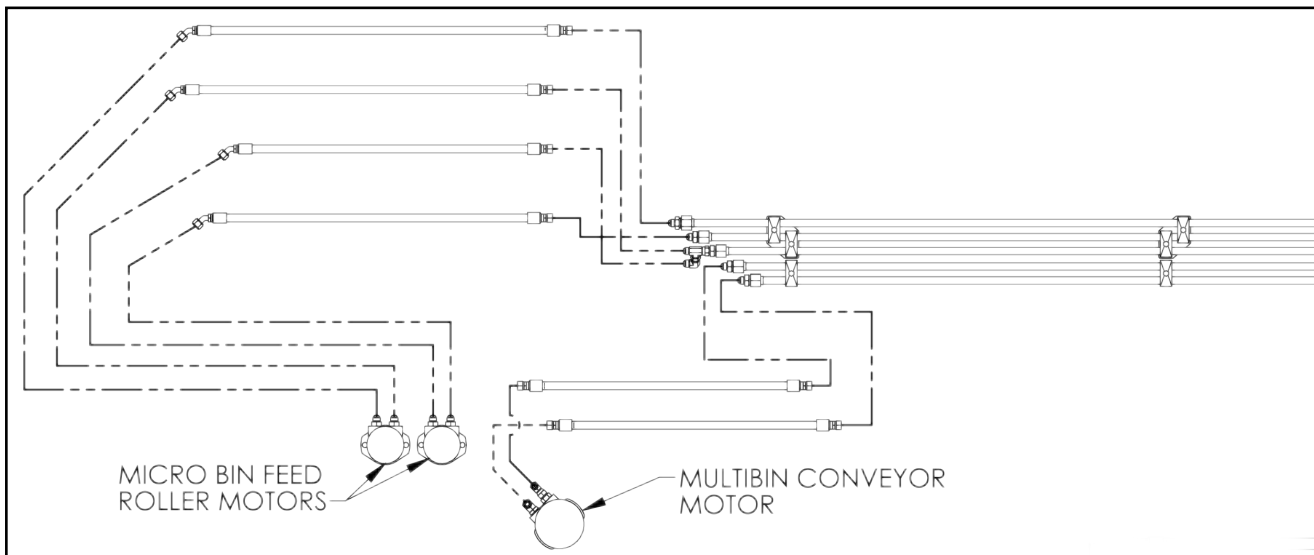 MICRO BIN FEED
ROLLER MOTORS
MULTIBIN CONVEYOR
MOTOR